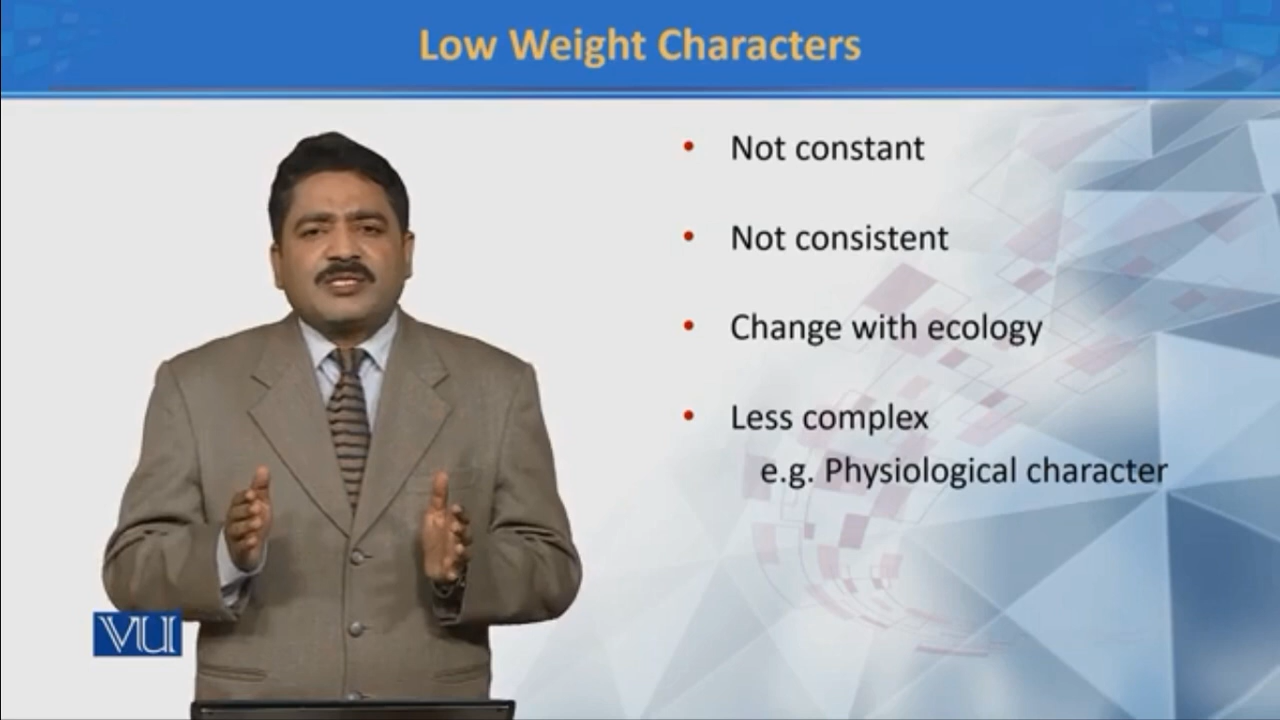 Low Weight Characters
• Not constant
• Not consistent
• Change with ecology
• Less complex
e.g. Physiological character
VU